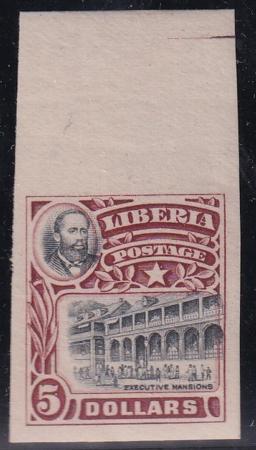 LIBERIA
POSTAGE
EXECUTIVE MANSIONS
5 DOLLARS